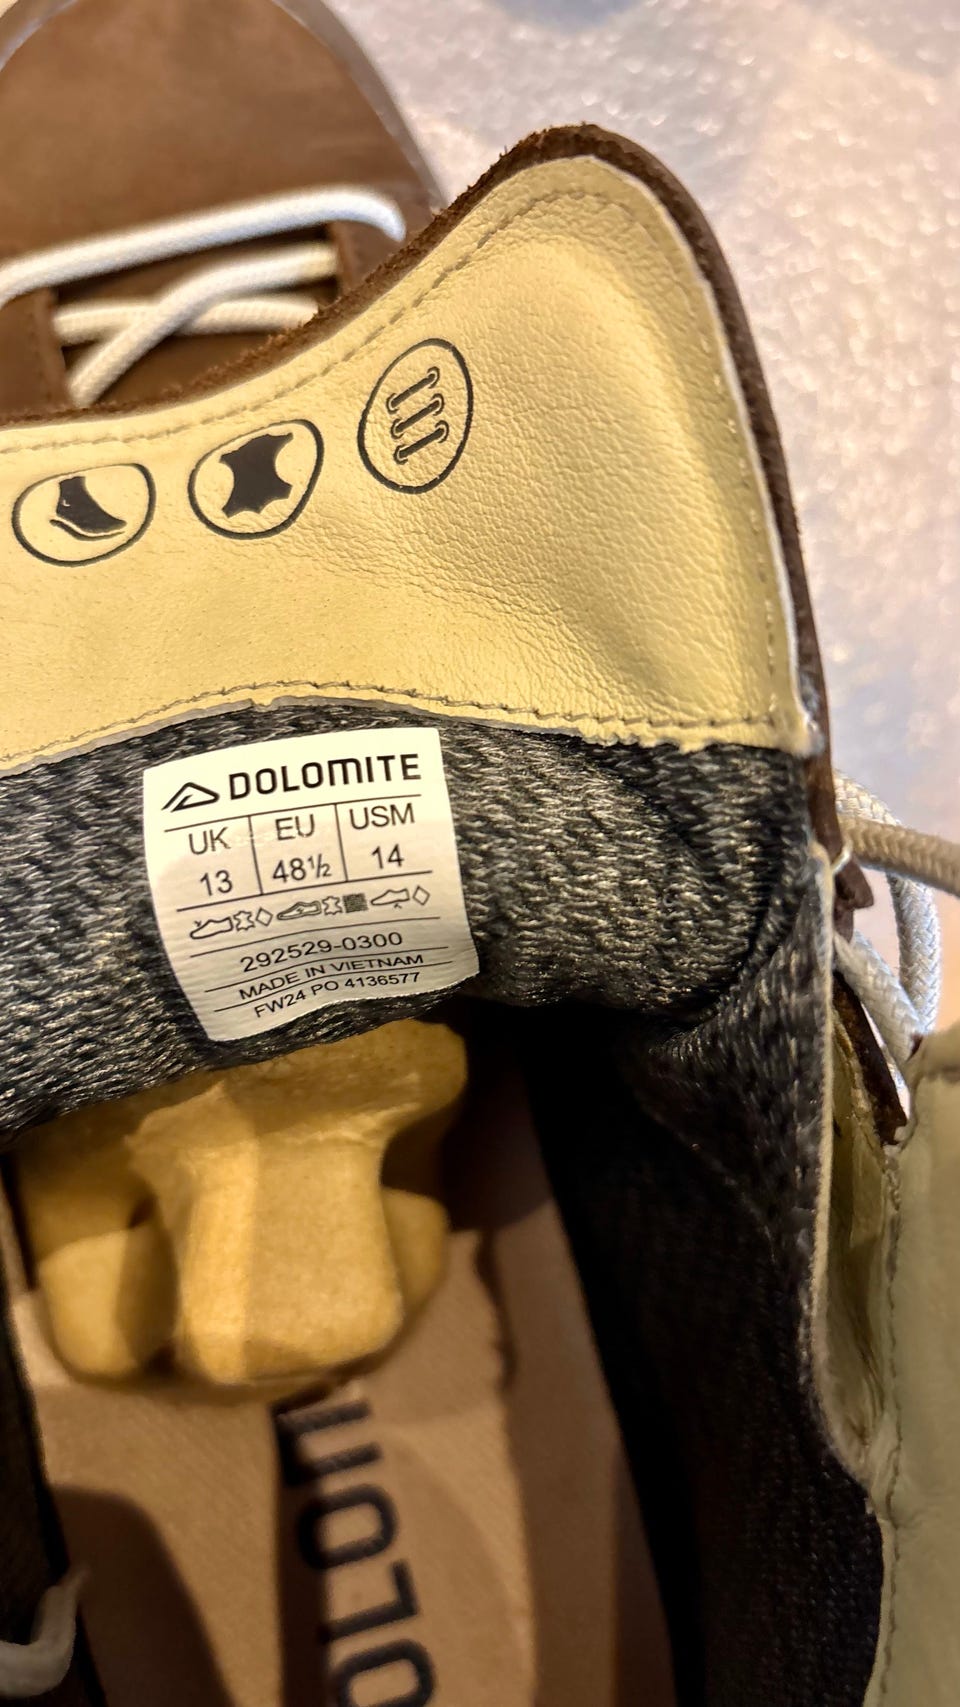 DOLOMITE
UK EU USM
13 48½ 14
292529-0300
MADE IN VIETNAM
FW24 PO 4136577